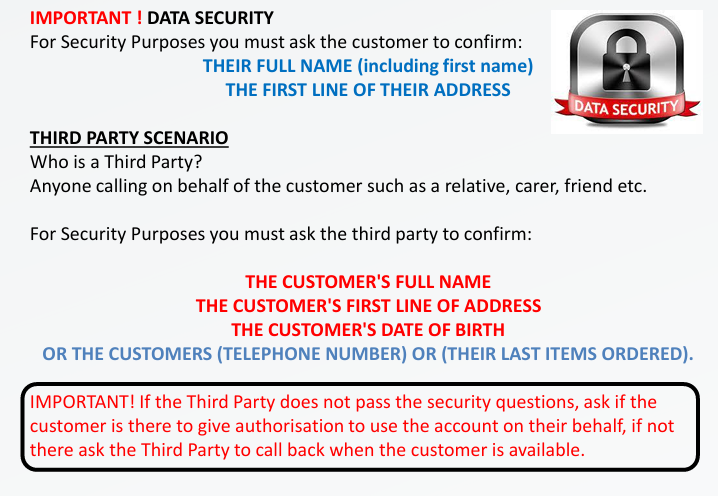 IMPORTANT ! DATA SECURITY
For Security Purposes you must ask the customer to confirm:
THEIR FULL NAME (including first name)
THE FIRST LINE OF THEIR ADDRESS
DATA SECURITY
THIRD PARTY SCENARIO
Who is a Third Party?
Anyone calling on behalf of the customer such as a relative, carer, friend etc.
For Security Purposes you must ask the third party to confirm:
THE CUSTOMER'S FULL NAME
THE CUSTOMER'S FIRST LINE OF ADDRESS
THE CUSTOMER'S DATE OF BIRTH
OR THE CUSTOMERS (TELEPHONE NUMBER) OR (THEIR LAST ITEMS ORDERED).
IMPORTANT! If the Third Party does not pass the security questions, ask if the
customer is there to give authorisation to use the account on their behalf, if not
there ask the Third Party to call back when the customer is available.